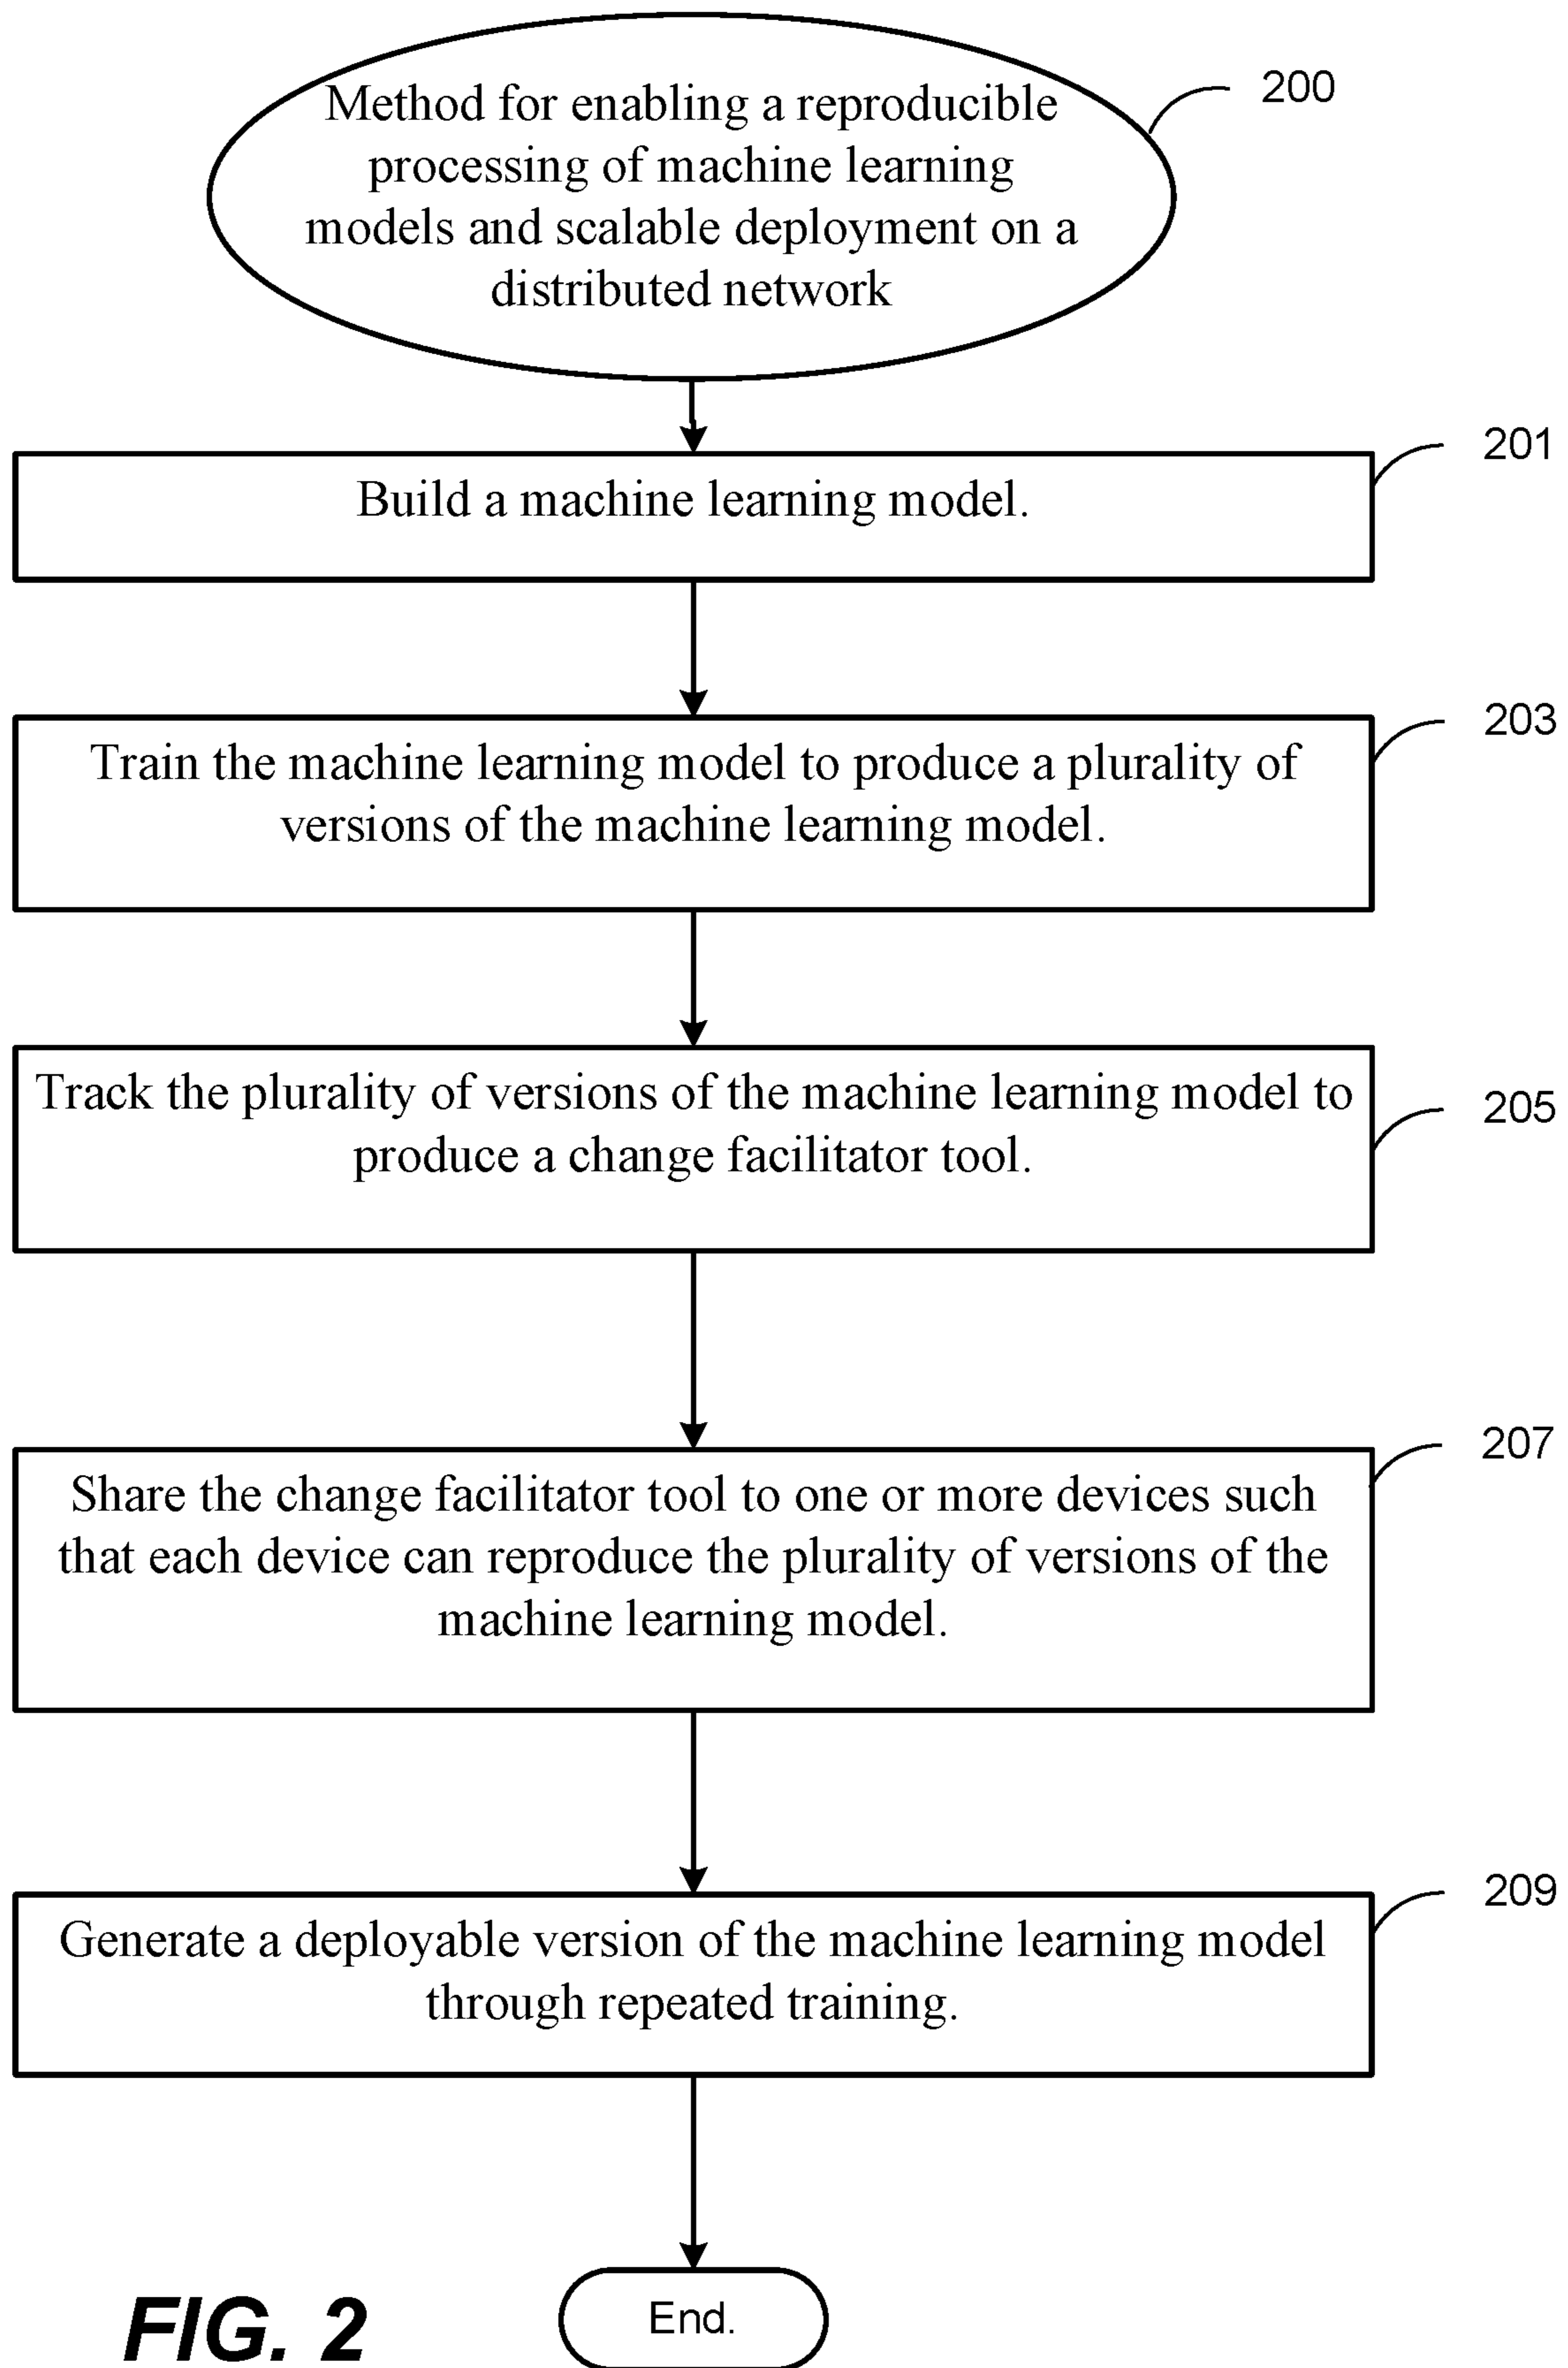 Method for enabling a reproducible
processing of machine learning
models and scalable deployment on a
distributed network
200
Build a machine learning model.
201
Train the machine learning model to produce a plurality of
versions of the machine learning model.
203
Track the plurality of versions of the machine learning model to
produce a change facilitator tool.
205
Share the change facilitator tool to one or more devices such
that each device can reproduce the plurality of versions of the
machine learning model.
207
Generate a deployable version of the machine learning model
through repeated training.
209
End.
FIG. 2